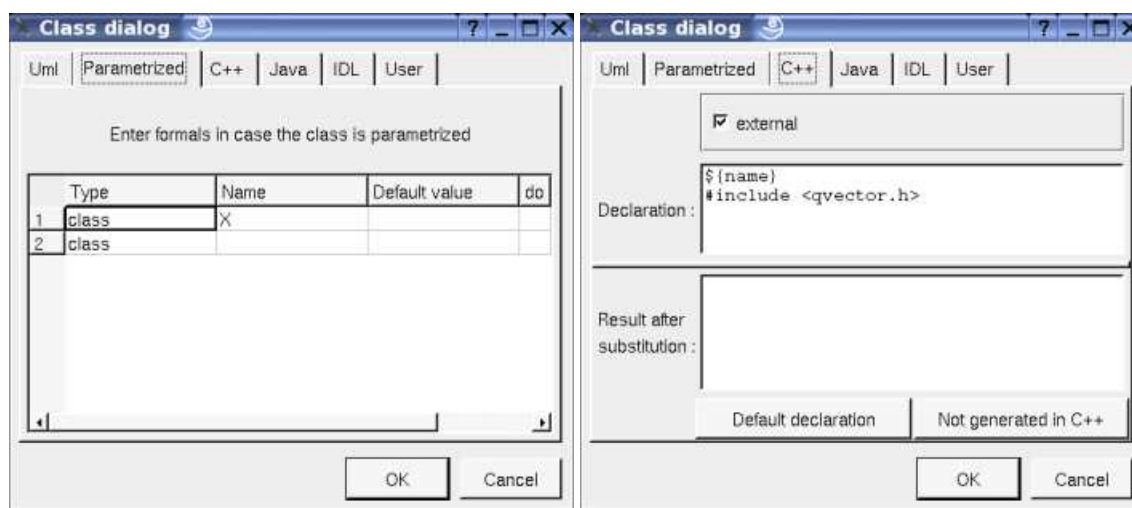 Class dialog
? _ □ X
Uml Parametrized C++ Java IDL User
Enter formals in case the class is parametrized
Type Name Default value do
1 class X
2 class
OK Cancel
Class dialog
? _ □ X
Uml Parametrized C++ Java IDL User
external
Declaration :
${name}
#include <qvector.h>
Result after
substitution :
Default declaration Not generated in C++
OK Cancel